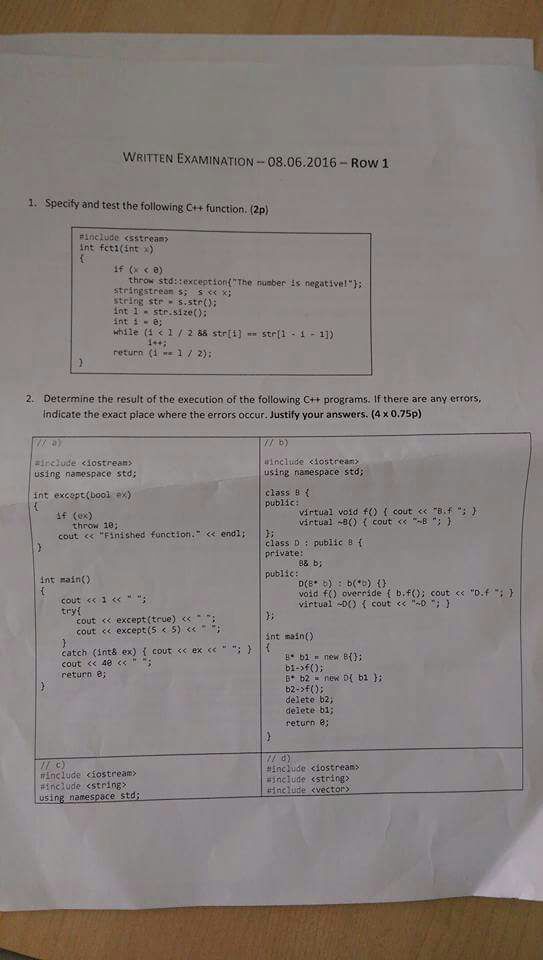 WRITTEN EXAMINATION – 08.06.2016 – ROW 1
1. Specify and test the following C++ function. (2p)
#include <sstream>
int fct1(int x)
{
if (x < 0)
throw std::exception{"The number is negative!"};
stringstream s; s << x;
string str = s.str();
int l = str.size();
int i = 0;
while (i < l / 2 && str[i] == str[l - i - 1])
i++;
return (i == l / 2);
}
2. Determine the result of the execution of the following C++ programs. If there are any errors,
indicate the exact place where the errors occur. Justify your answers. (4 x 0.75p)
// a)
#include <iostream>
using namespace std;
int except(bool ex)
{
if (ex)
throw 10;
cout << "Finished function." << endl;
}
int main()
{
cout << 1 << " ";
try{
cout << except(true) << " ";
cout << except(5 < 5) << " ";
}
catch (int& ex) { cout << ex << " "; }
cout << 40 << " ";
return 0;
}
// b)
#include <iostream>
using namespace std;
class B {
public:
virtual void f() { cout << "B.f "; }
virtual ~B() { cout << "~B "; }
};
class D : public B {
private:
B& b;
public:
D(B* b) : b(*b) {}
void f() override { b.f(); cout << "D.f "; }
virtual ~D() { cout << "~D "; }
};
int main()
{
B* b1 = new B{};
b1->f();
B* b2 = new D{ b1 };
b2->f();
delete b2;
delete b1;
return 0;
}
// c)
#include <iostream>
#include <string>
using namespace std;
// d)
#include <iostream>
#include <string>
#include <vector>